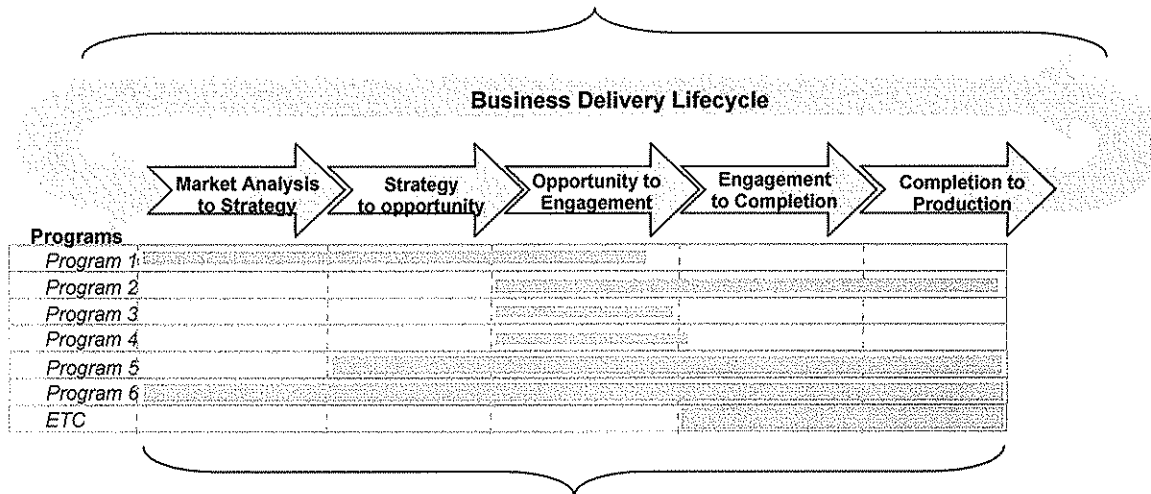 Business Delivery Lifecycle
Market Analysis
to Strategy
Strategy
to opportunity
Opportunity to
Engagement
Engagement
to Completion
Completion to
Production
Programs
Program 1
Program 2
Program 3
Program 4
Program 5
Program 6
ETC